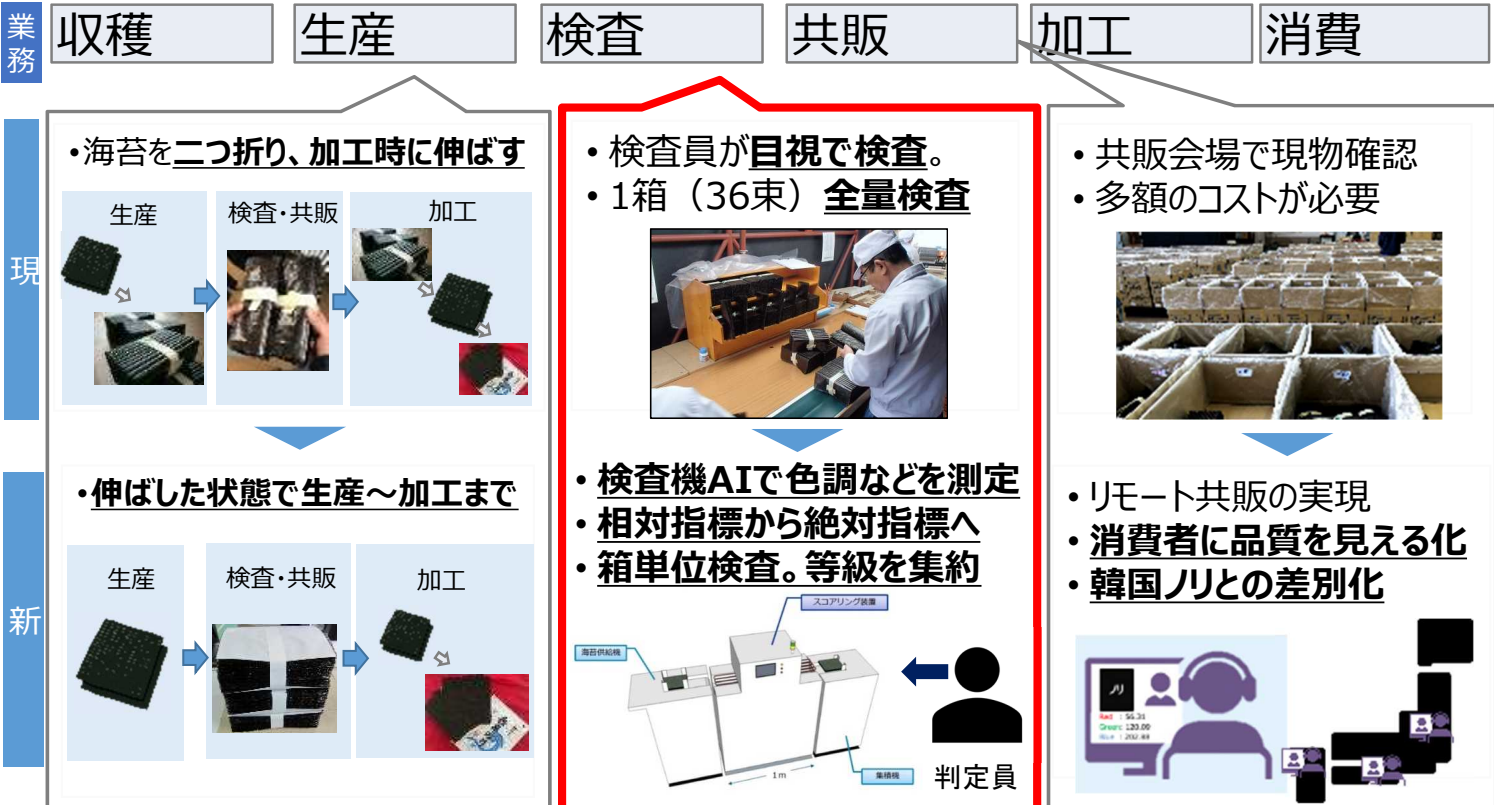 業務
収穫
生産
検査
共販
加工
消費
現
・海苔を二つ折り、加工時に伸ばす
生産
検査・共販
加工
・検査員が目視で検査。
・1箱（36束）全量検査
・共販会場で現物確認
・多額のコストが必要
新
・伸ばした状態で生産～加工まで
生産
検査・共販
加工
・検査機AIで色調などを測定
・相対指標から絶対指標へ
・箱単位検査。等級を集約
スコアリング装置
海苔供給機
1m
集積機
判定員
・リモート共販の実現
・消費者に品質を見える化
・韓国ノリとの差別化
ノリ
Red : 56.31
Green: 120.00
Blue : 202.88